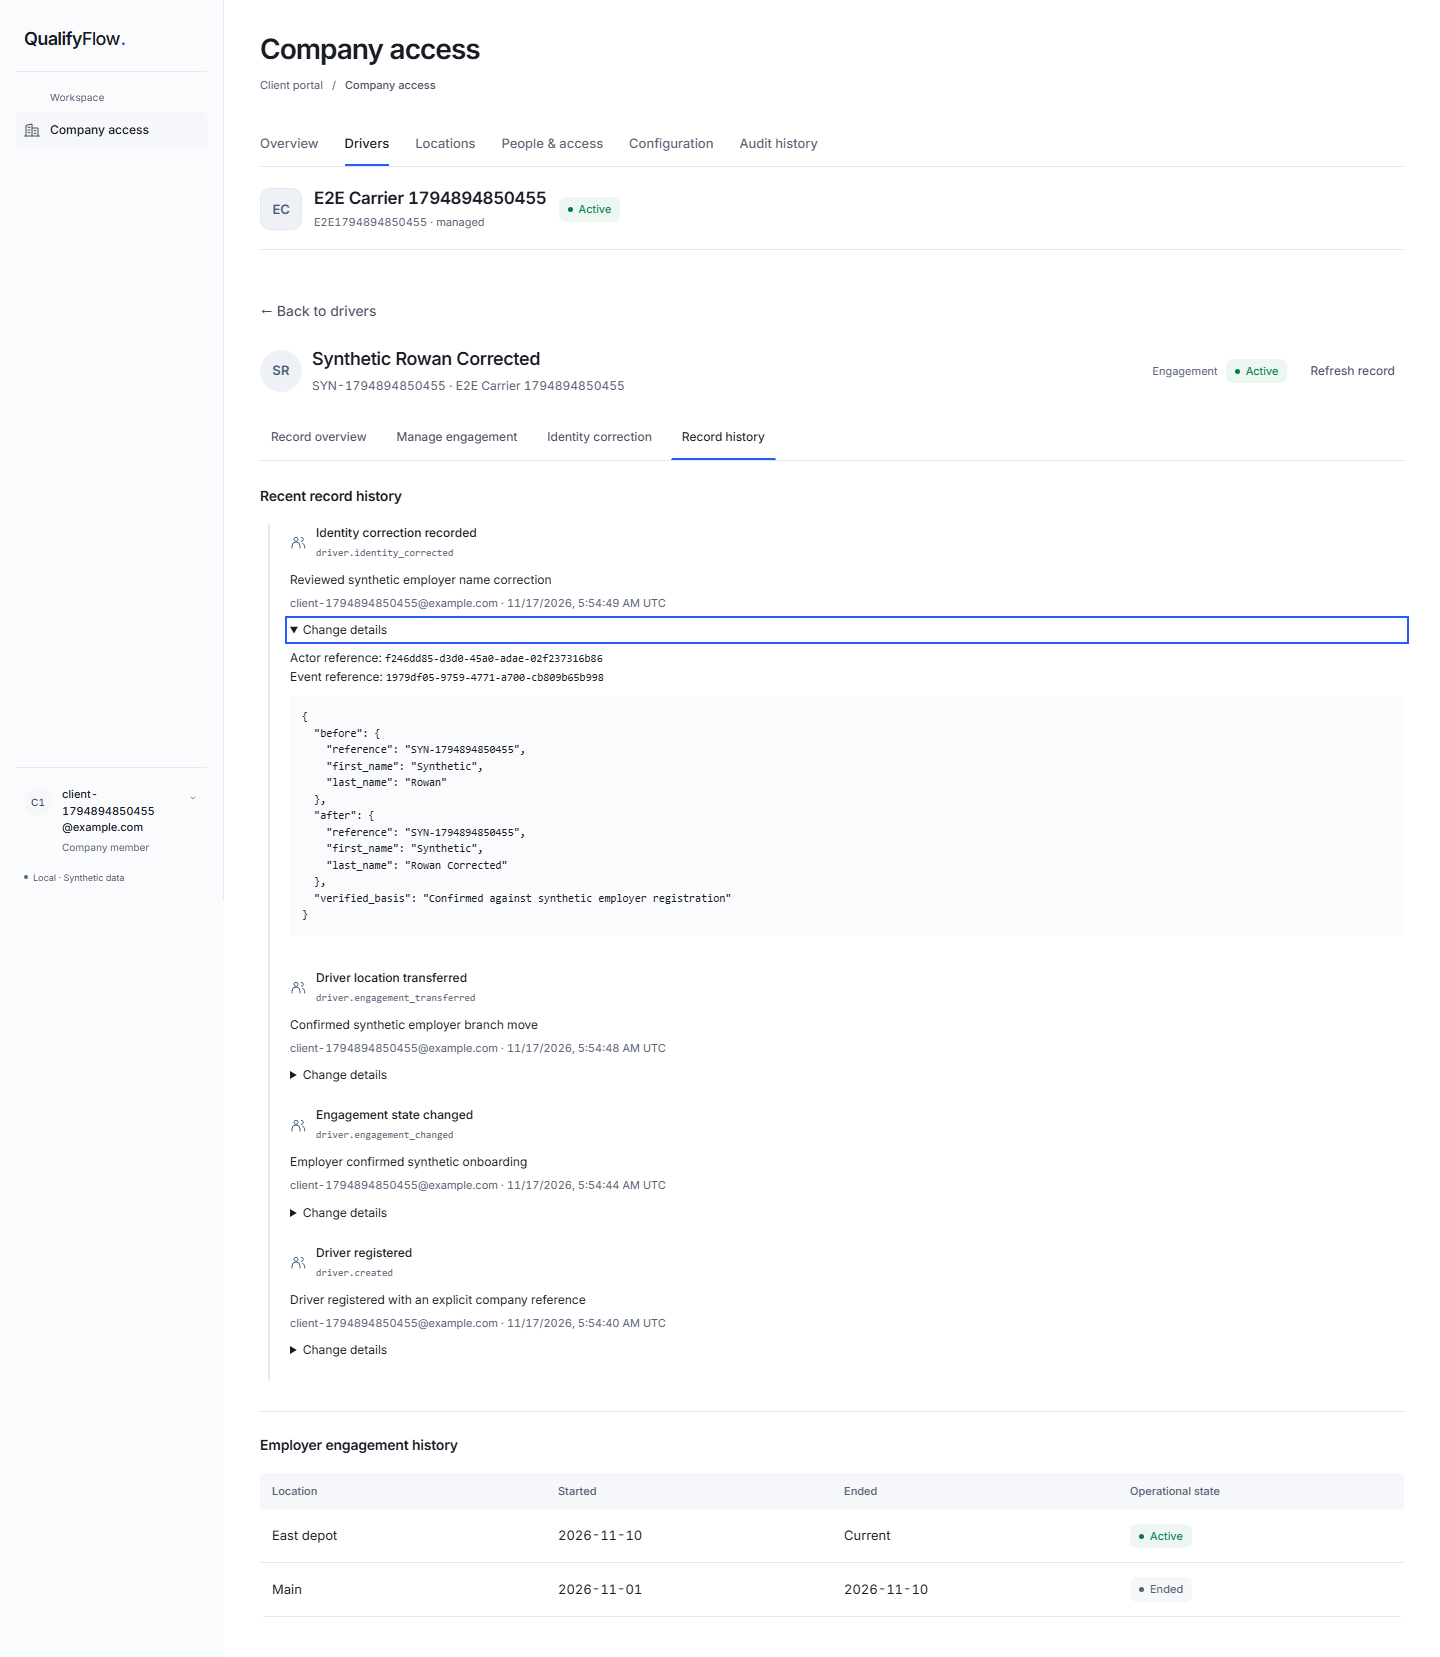 QualifyFlow.
Workspace
Company access
client-
1794894850455
@example.com
C1
Company member
Local · Synthetic data
Company access
Client portal / Company access
Overview Drivers Locations People & access Configuration Audit history
EC
E2E Carrier 1794894850455
Active
E2E1794894850455 · managed
← Back to drivers
SR
Synthetic Rowan Corrected
SYN-1794894850455 · E2E Carrier 1794894850455
Engagement Active Refresh record
Record overview Manage engagement Identity correction Record history
Recent record history
Identity correction recorded
driver.identity_corrected
Reviewed synthetic employer name correction
client-1794894850455@example.com · 11/17/2026, 5:54:49 AM UTC
▼ Change details
Actor reference: f246dd85-d3d0-45a0-adae-02f237316b86
Event reference: 1979df05-9759-4771-a700-cb809b65b998
{
"before": {
"reference": "SYN-1794894850455",
"first_name": "Synthetic",
"last_name": "Rowan"
},
"after": {
"reference": "SYN-1794894850455",
"first_name": "Synthetic",
"last_name": "Rowan Corrected"
},
"verified_basis": "Confirmed against synthetic employer registration"
}
Driver location transferred
driver.engagement_transferred
Confirmed synthetic employer branch move
client-1794894850455@example.com · 11/17/2026, 5:54:48 AM UTC
▶ Change details
Engagement state changed
driver.engagement_changed
Employer confirmed synthetic onboarding
client-1794894850455@example.com · 11/17/2026, 5:54:44 AM UTC
▶ Change details
Driver registered
driver.created
Driver registered with an explicit company reference
client-1794894850455@example.com · 11/17/2026, 5:54:40 AM UTC
▶ Change details
Employer engagement history
Location Started Ended Operational state
East depot 2026-11-10 Current Active
Main 2026-11-01 2026-11-10 Ended